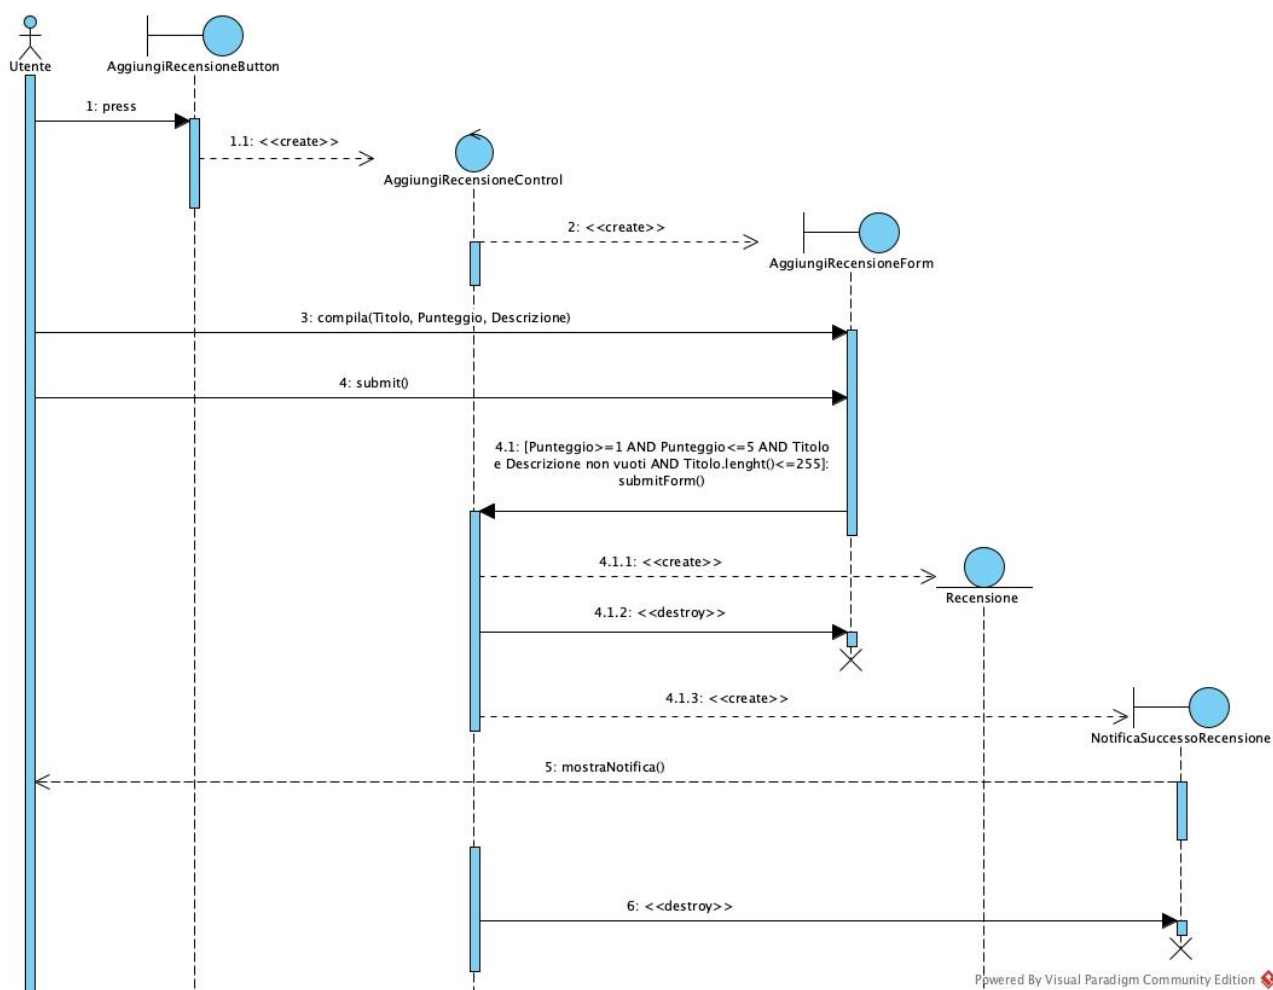 Utente
AggiungiRecensioneButton
1: press
1.1: <<create>>
AggiungiRecensioneControl
2: <<create>>
AggiungiRecensioneForm
3: compila(Titolo, Punteggio, Descrizione)
4: submit()
4.1: [Punteggio>=1 AND Punteggio<=5 AND Titolo
e Descrizione non vuoti AND Titolo.lenght()<=255]:
submitForm()
4.1.1: <<create>>
Recensione
4.1.2: <<destroy>>
4.1.3: <<create>>
NotificaSuccessoRecensione
5: mostraNotifica()
6: <<destroy>>
Powered By Visual Paradigm Community Edition